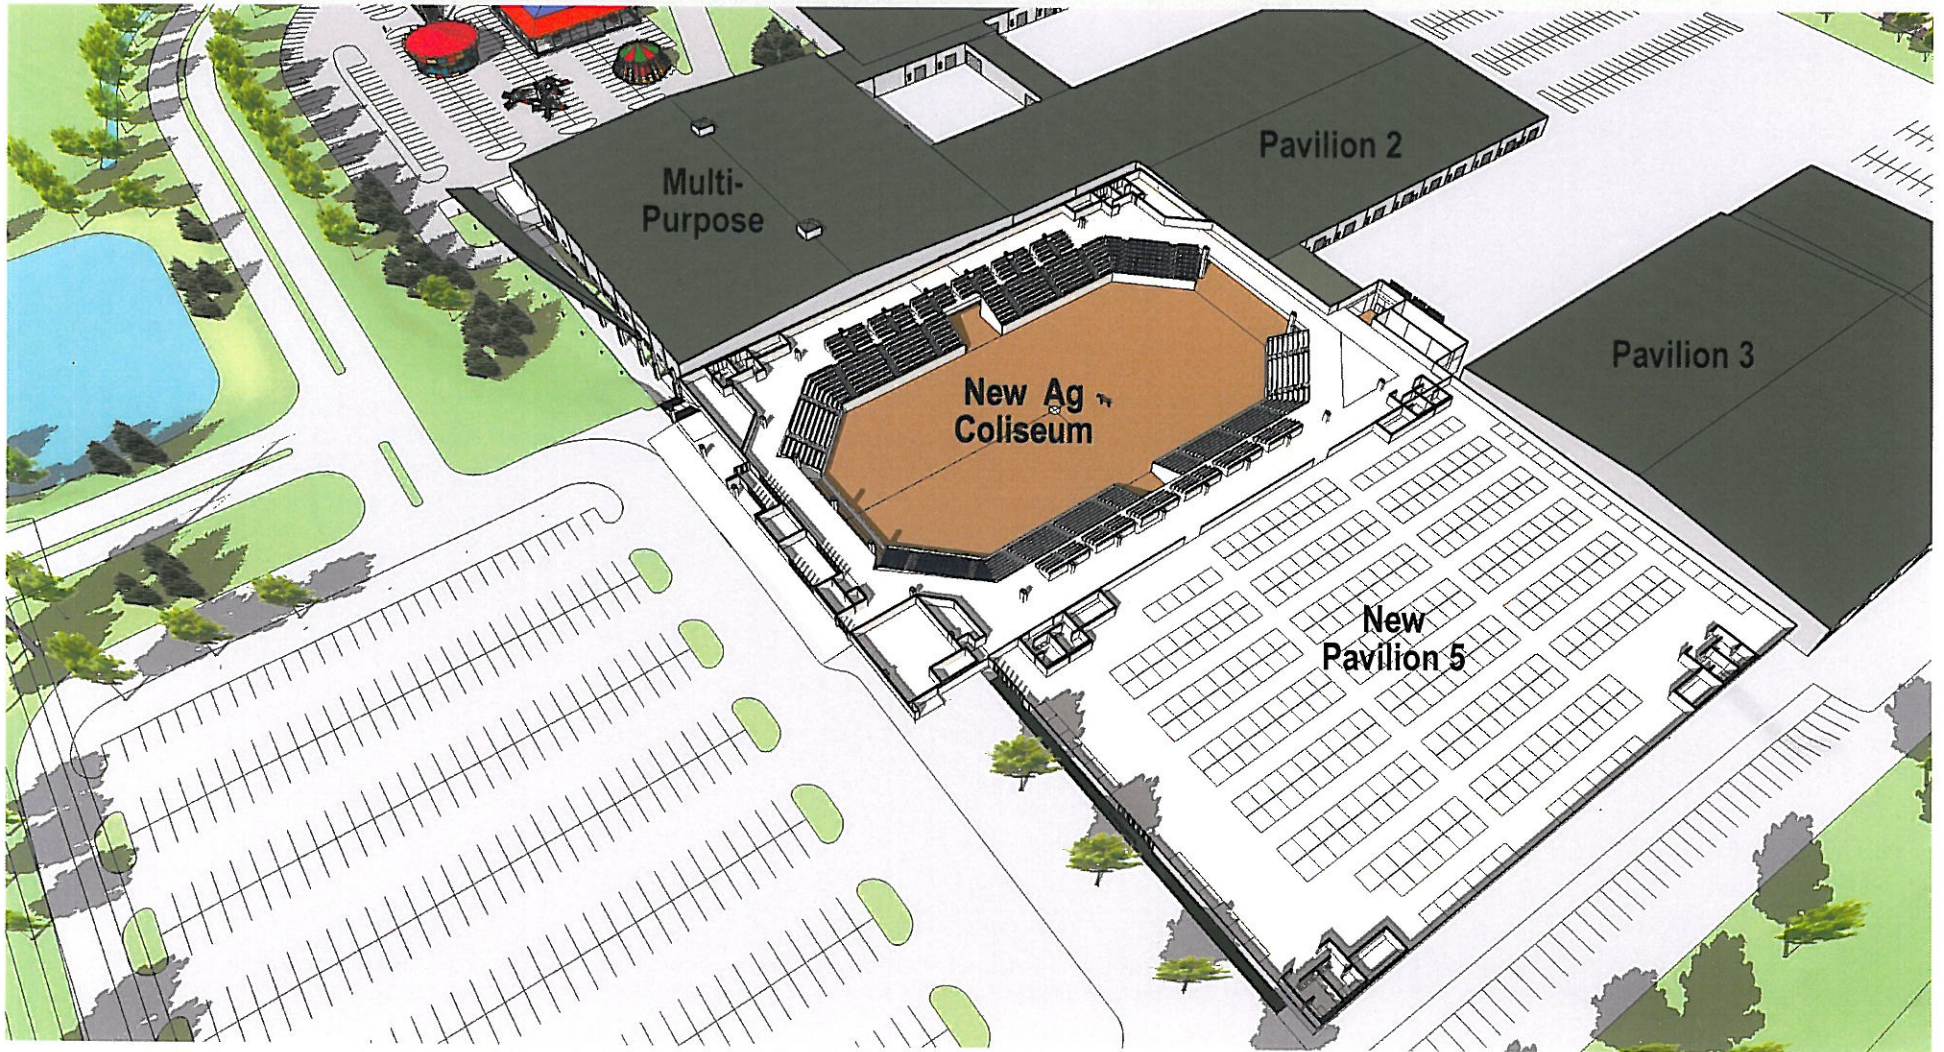 Multi-
Purpose
Pavilion 2
Pavilion 3
New Ag
Coliseum
New
Pavilion 5